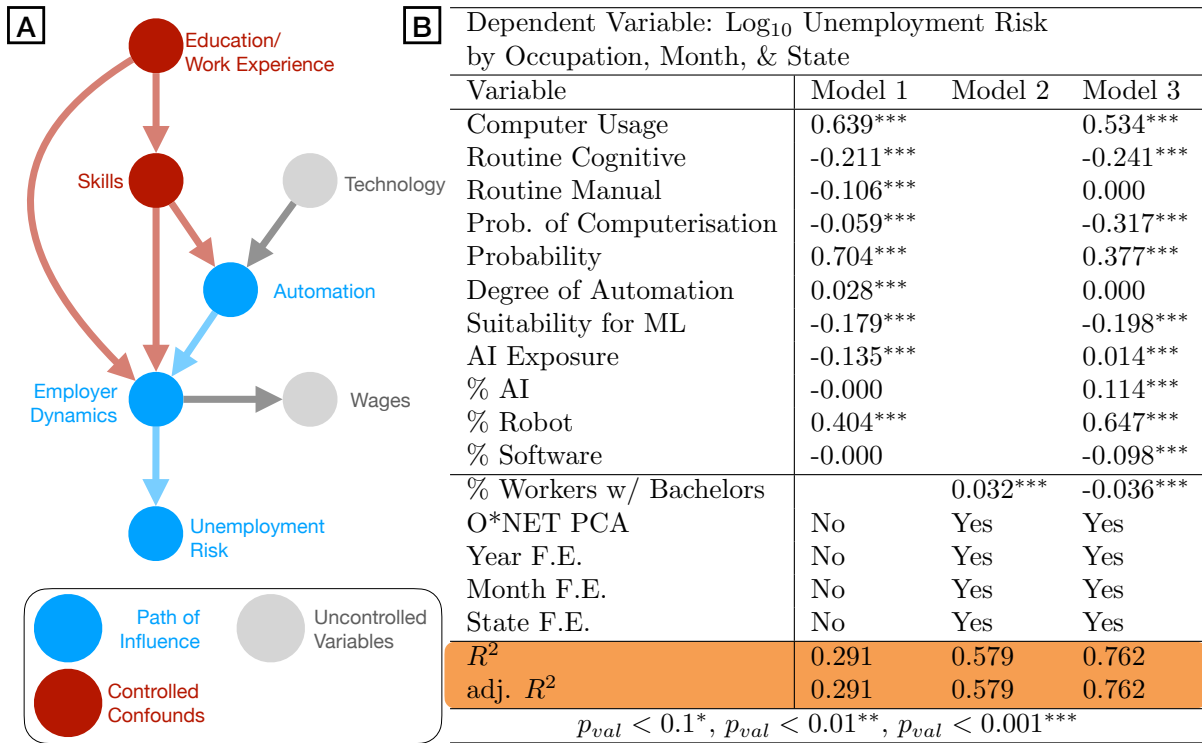 A
Education/
Work Experience
Skills
Technology
Automation
Employer
Dynamics
Wages
Unemployment
Risk
Path of
Influence
Uncontrolled
Variables
Controlled
Confounds
B
Dependent Variable: Log₁₀ Unemployment Risk
by Occupation, Month, & State
Variable Model 1 Model 2 Model 3
Computer Usage 0.639*** 0.534***
Routine Cognitive -0.211*** -0.241***
Routine Manual -0.106*** 0.000
Prob. of Computerisation -0.059*** -0.317***
Probability 0.704*** 0.377***
Degree of Automation 0.028*** 0.000
Suitability for ML -0.179*** -0.198***
AI Exposure -0.135*** 0.014***
% AI -0.000 0.114***
% Robot 0.404*** 0.647***
% Software -0.000 -0.098***
% Workers w/ Bachelors 0.032*** -0.036***
O*NET PCA No Yes Yes
Year F.E. No Yes Yes
Month F.E. No Yes Yes
State F.E. No Yes Yes
R² 0.291 0.579 0.762
adj. R² 0.291 0.579 0.762
p_val < 0.1*, p_val < 0.01**, p_val < 0.001***